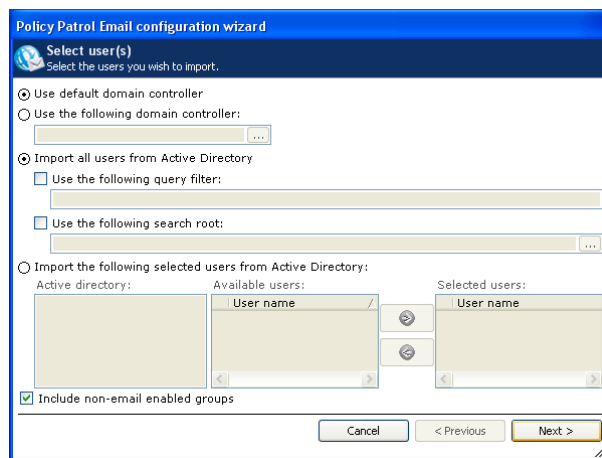 Policy Patrol Email configuration wizard
Select user(s)
Select the users you wish to import.
Use default domain controller
Use the following domain controller:
...
Import all users from Active Directory
Use the following query filter:
Use the following search root:
...
Import the following selected users from Active Directory:
Active directory: Available users: Selected users:
User name / User name
Include non-email enabled groups
Cancel < Previous Next >